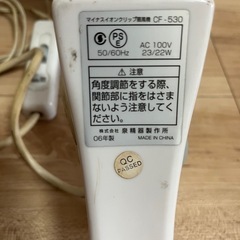 マイナスイオンクリップ扇風機 CF-530
PSE
AC 100V
50/60Hz
23/22W
注意
角度調節をする際、
関節部に指をはさま
ないよう注意して
ください。
株式会社 泉精器製作所
06年製
MADE IN CHINA
QC
PASSED